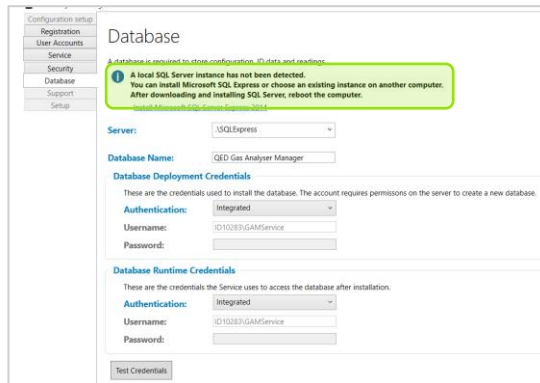 Configuration setup
Registration
User Accounts
Service
Security
Database
Support
Setup
Database
A database is required to store configuration, ID data and readings.
A local SQL Server instance has not been detected.
You can install Microsoft SQL Express or choose an existing instance on another computer.
After downloading and installing SQL Server, reboot the computer.
Install Microsoft SQL Server Express 2014
Server:
.\SQLExpress
Database Name:
QED Gas Analyser Manager
Database Deployment Credentials
These are the credentials used to install the database. The account requires permissons on the server to create a new database.
Authentication:
Integrated
Username:
ID10283\GAMService
Password:
Database Runtime Credentials
These are the credentials the Service uses to access the database after installation.
Authentication:
Integrated
Username:
ID10283\GAMService
Password:
Test Credentials